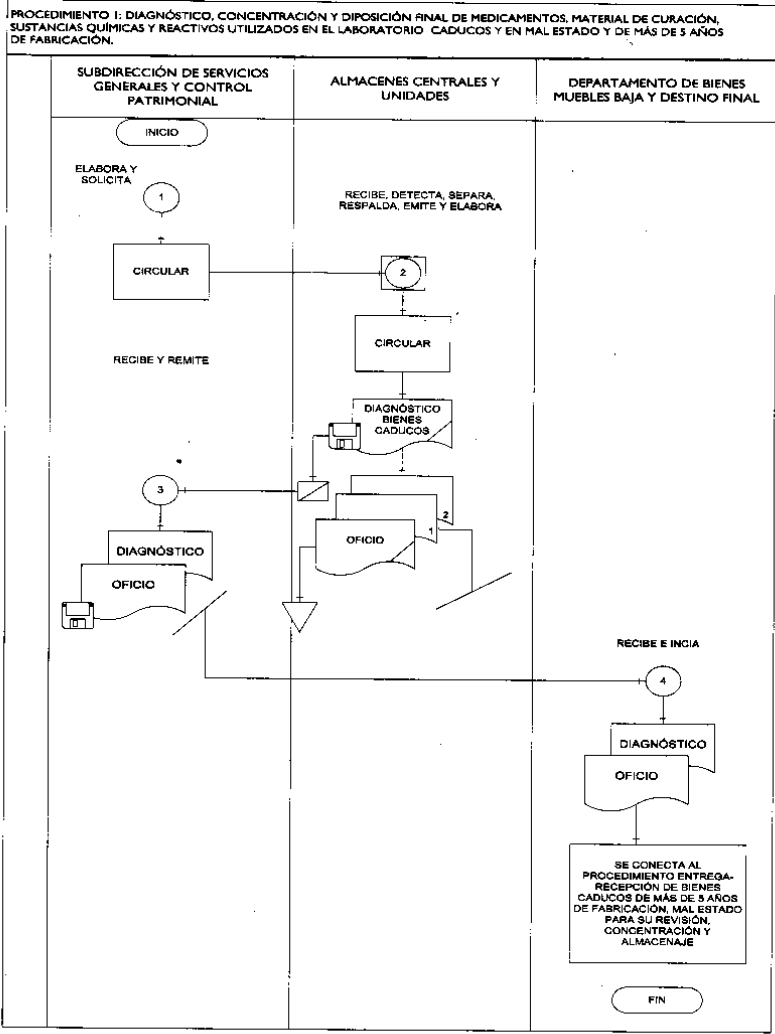 PROCEDIMIENTO 1: DIAGNÓSTICO, CONCENTRACIÓN Y DIPOSICIÓN FINAL DE MEDICAMENTOS, MATERIAL DE CURACIÓN,
SUSTANCIAS QUÍMICAS Y REACTIVOS UTILIZADOS EN EL LABORATORIO CADUCOS Y EN MAL ESTADO Y DE MÁS DE 5 AÑOS
DE FABRICACIÓN.
SUBDIRECCIÓN DE SERVICIOS
GENERALES Y CONTROL
PATRIMONIAL
ALMACENES CENTRALES Y
UNIDADES
DEPARTAMENTO DE BIENES
MUEBLES BAJA Y DESTINO FINAL
INICIO
ELABORA Y
SOLICITA
1
RECIBE, DETECTA, SEPARA,
RESPALDA, EMITE Y ELABORA
CIRCULAR
2
CIRCULAR
RECIBE Y REMITE
DIAGNÓSTICO
BIENES
CADUCOS
3
2
1
OFICIO
DIAGNÓSTICO
OFICIO
RECIBE E INCIA
4
DIAGNÓSTICO
OFICIO
SE CONECTA AL
PROCEDIMIENTO ENTREGA-
RECEPCIÓN DE BIENES
CADUCOS DE MÁS DE 5 AÑOS
DE FABRICACIÓN, MAL ESTADO
PARA SU REVISIÓN,
CONCENTRACIÓN Y
ALMACENAJE
FIN